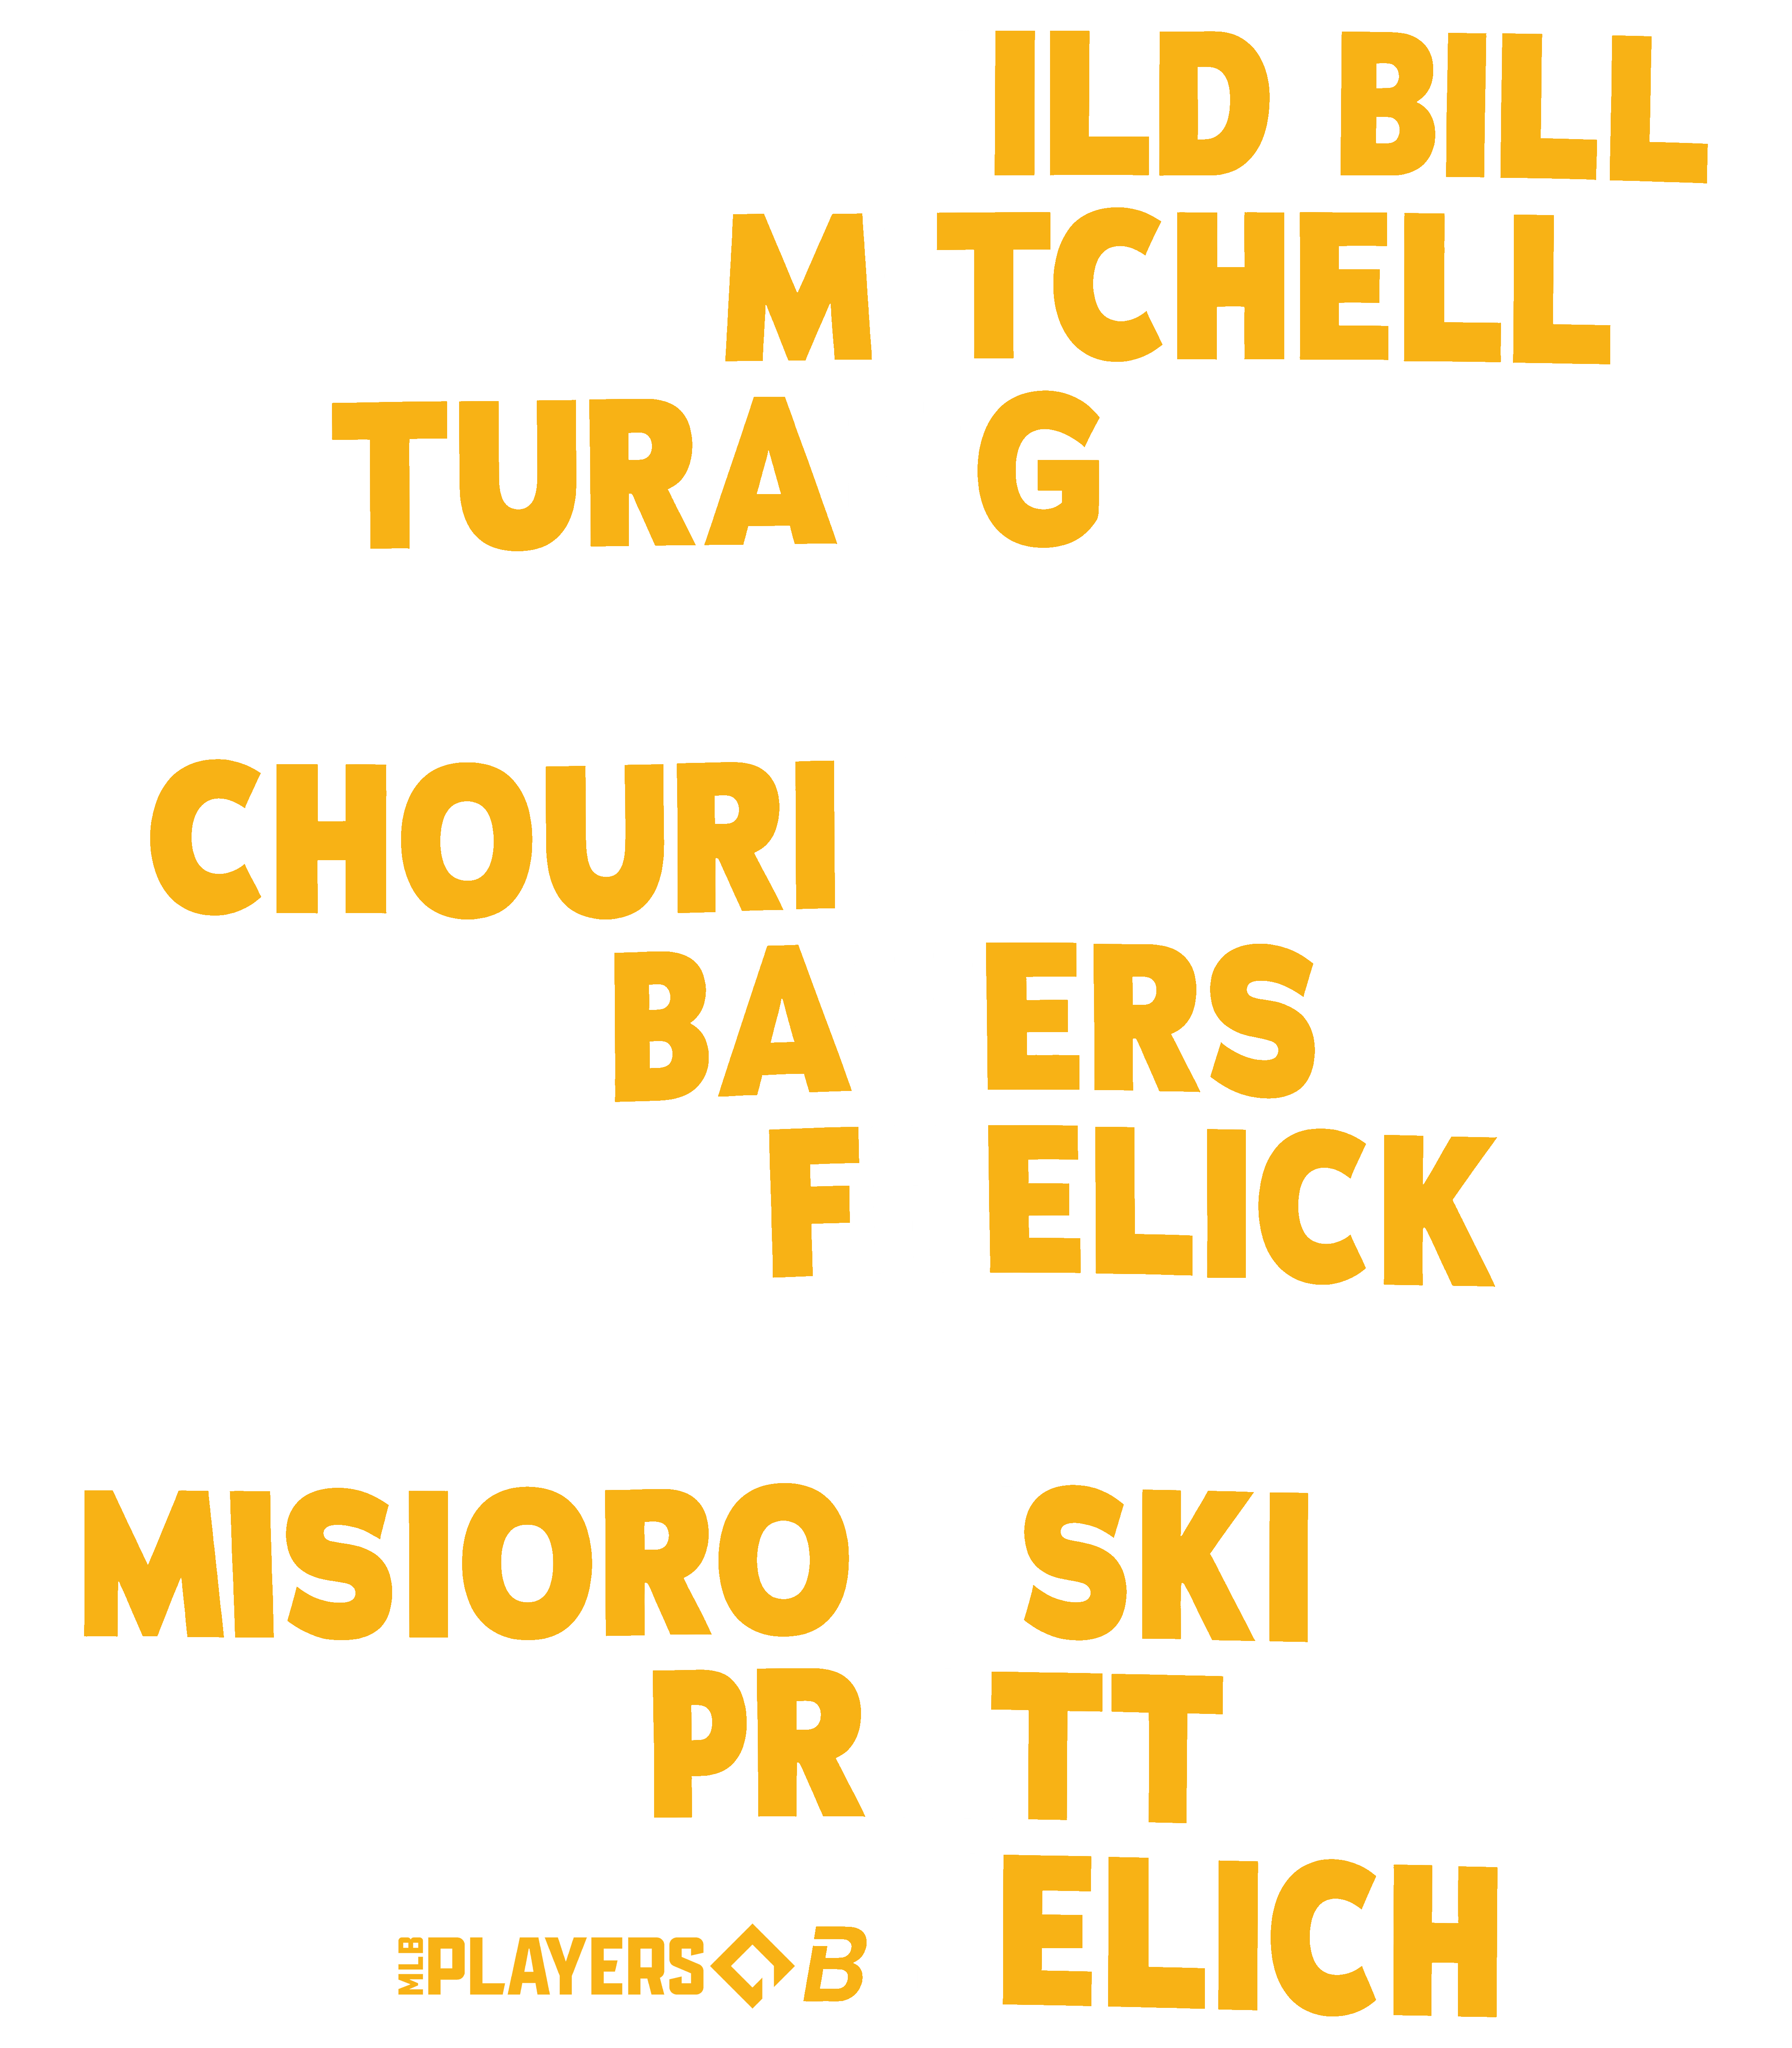 ILD BILL
M TCHELL
TURA G
CHOURI
BA ERS
F ELICK
MISIORO SKI
PR TT
ELICH
MLB PLAYERS B